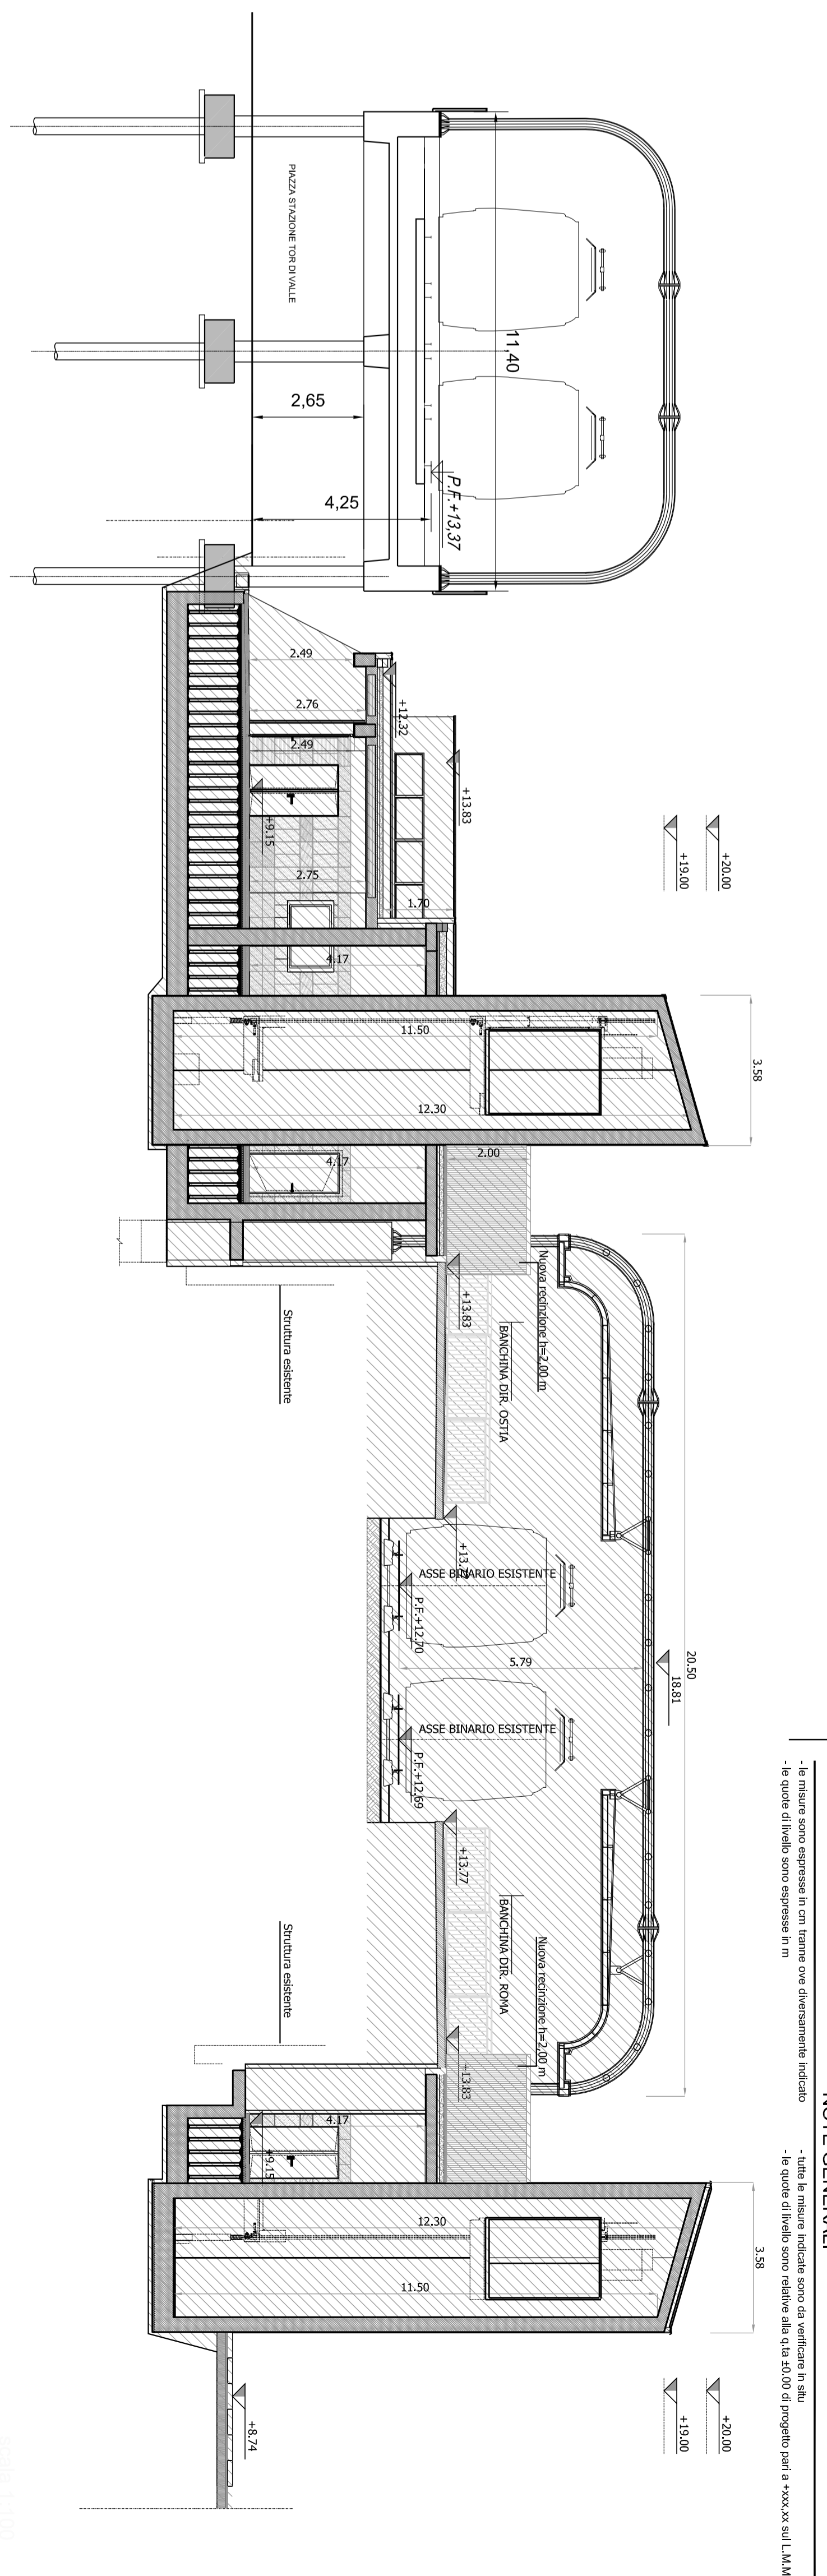 PIAZZA STAZIONE TOR DI VALLE
11,40
2,65
4,25
P.F.+13,37
2.49
2.76
2.49
+12.32
+13.83
+9.15
2.75
1.70
4.17
+20.00
+19.00
3.58
11.50
12.30
4.17
2.00
Nuova recinzione h=2,00 m
+13.83
BANCHINA DIR. OSTIA
Struttura esistente
ASSE BINARIO ESISTENTE
P.F.+12.70
5.79
20.50
18.81
ASSE BINARIO ESISTENTE
P.F.+12.69
+13.77
BANCHINA DIR. ROMA
Nuova recinzione h=2,00 m
Struttura esistente
+13.83
4.17
+9.15
12.30
11.50
3.58
+20.00
+19.00
+8.74
- le misure sono espresse in cm tranne ove diversamente indicato
- le quote di livello sono espresse in m
- tutte le misure indicate sono da verificare in situ
- le quote di livello sono relative alla q.ta ±0.00 di progetto pari a +xxx,xx sul L.M.M